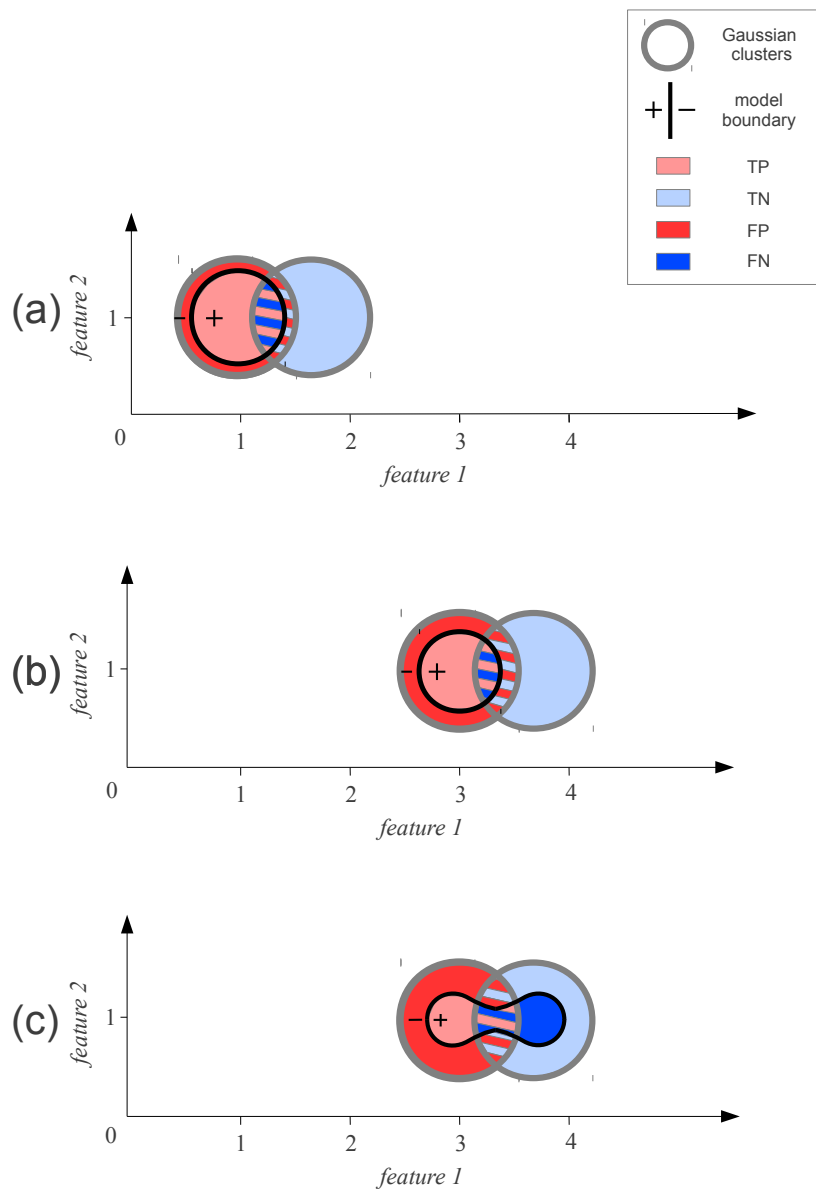 Gaussian
clusters
+ −
model
boundary
TP
TN
FP
FN
(a)
feature 2
1
− +
0
1 2 3 4
feature 1
(b)
feature 2
1
− +
0
1 2 3 4
feature 1
(c)
feature 2
1
− +
0
1 2 3 4
feature 1